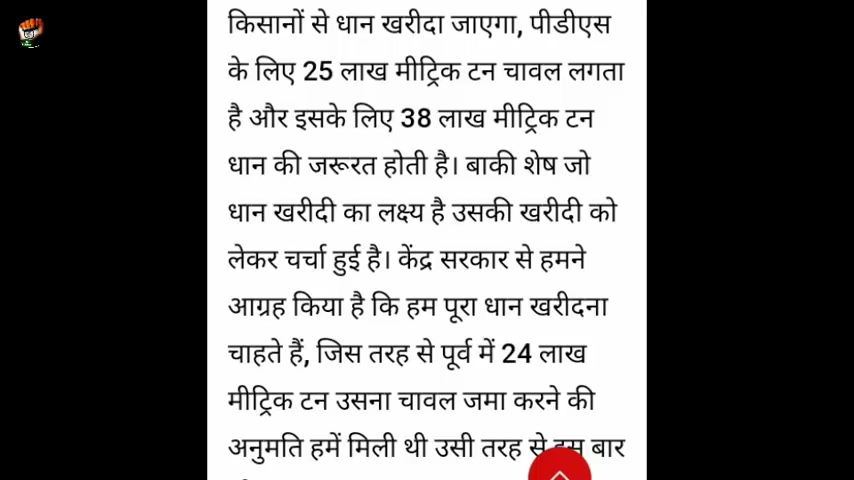 किसानों से धान खरीदा जाएगा, पीडीएस
के लिए 25 लाख मीट्रिक टन चावल लगता
है और इसके लिए 38 लाख मीट्रिक टन
धान की जरूरत होती है। बाकी शेष जो
धान खरीदी का लक्ष्य है उसकी खरीदी को
लेकर चर्चा हुई है। केंद्र सरकार से हमने
आग्रह किया है कि हम पूरा धान खरीदना
चाहते हैं, जिस तरह से पूर्व में 24 लाख
मीट्रिक टन उसना चावल जमा करने की
अनुमति हमें मिली थी उसी तरह से इस बार